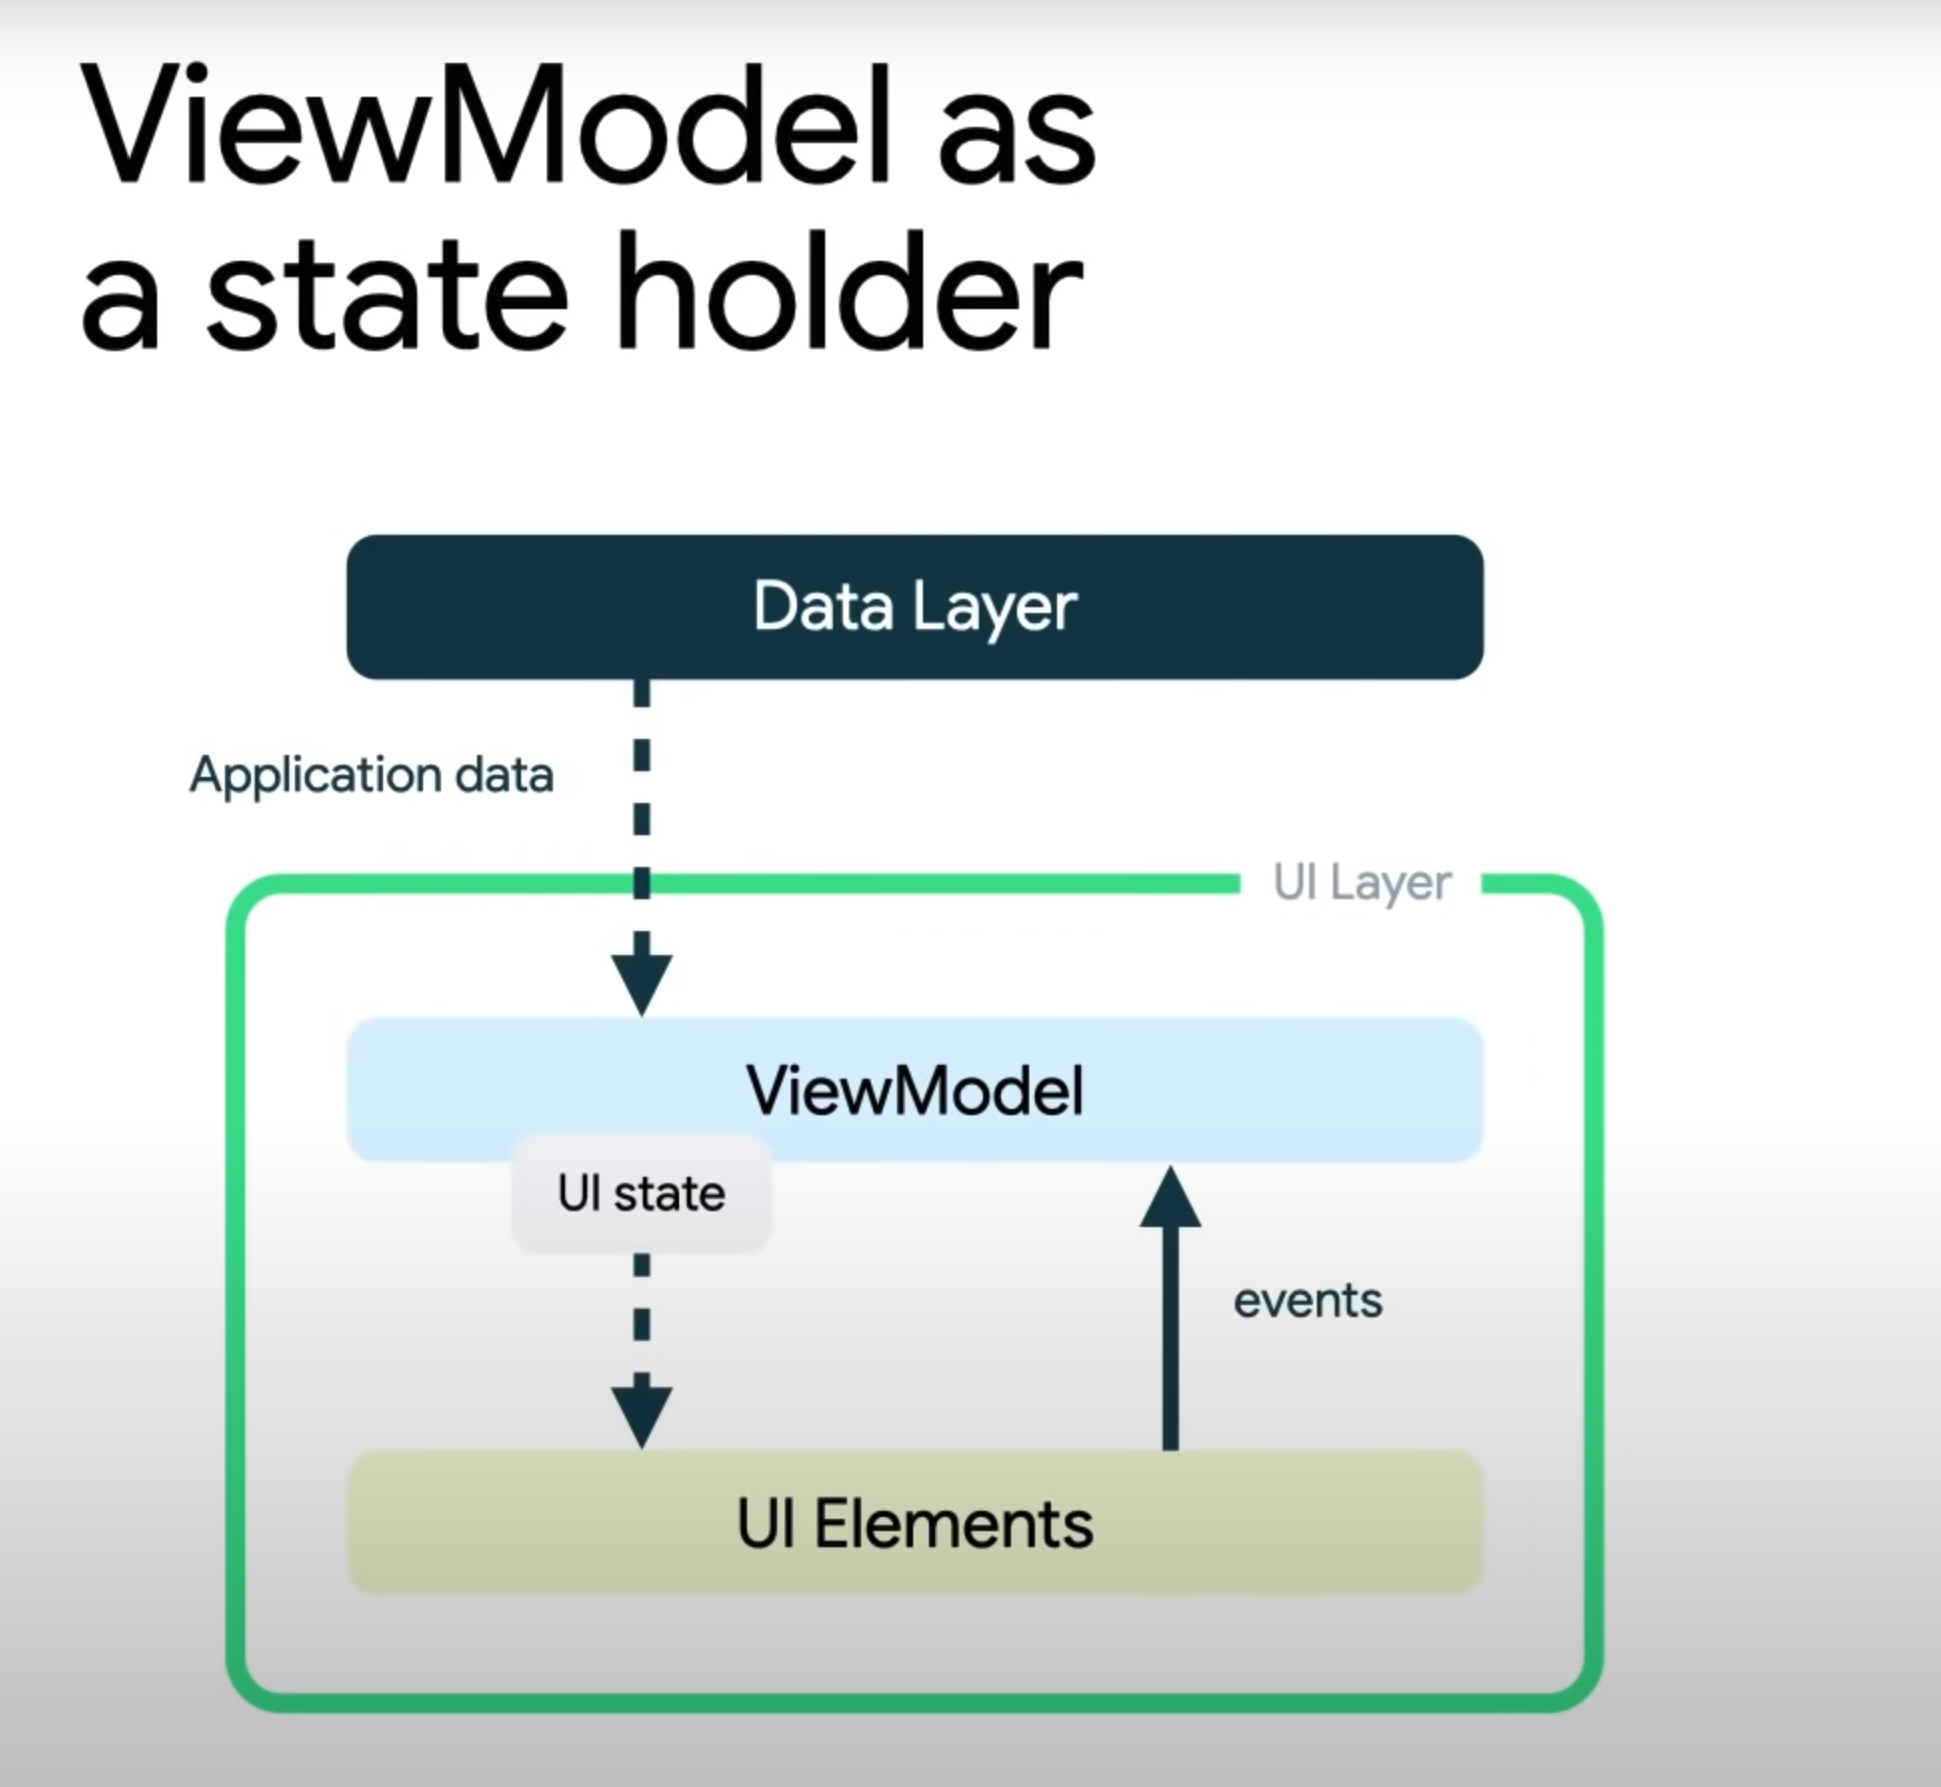 ViewModel as
a state holder
Data Layer
Application data
UI Layer
ViewModel
UI state
events
UI Elements